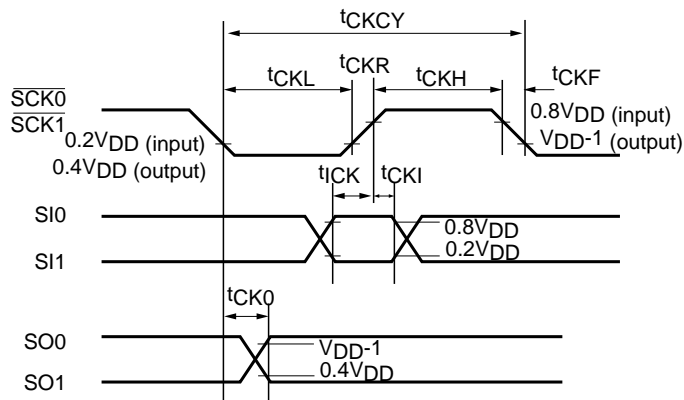 tCKCY
tCKL
tCKR
tCKH
tCKF
SCK0
SCK1
0.2VDD (input)
0.4VDD (output)
0.8VDD (input)
VDD-1 (output)
tICK
tCKI
SI0
SI1
0.8VDD
0.2VDD
tCK0
SO0
SO1
VDD-1
0.4VDD